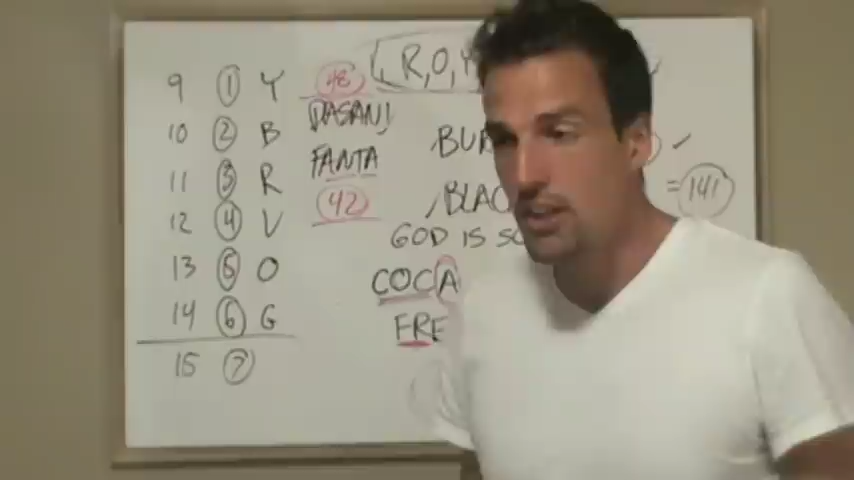 9 1 Y
10 2 B
11 3 R
12 4 V
13 5 O
14 6 G
15 7
48
DASANI
FANTA
42
, R, O, Y
BUR
, BLAC
= 141
GOD IS SO
COCA
FRE